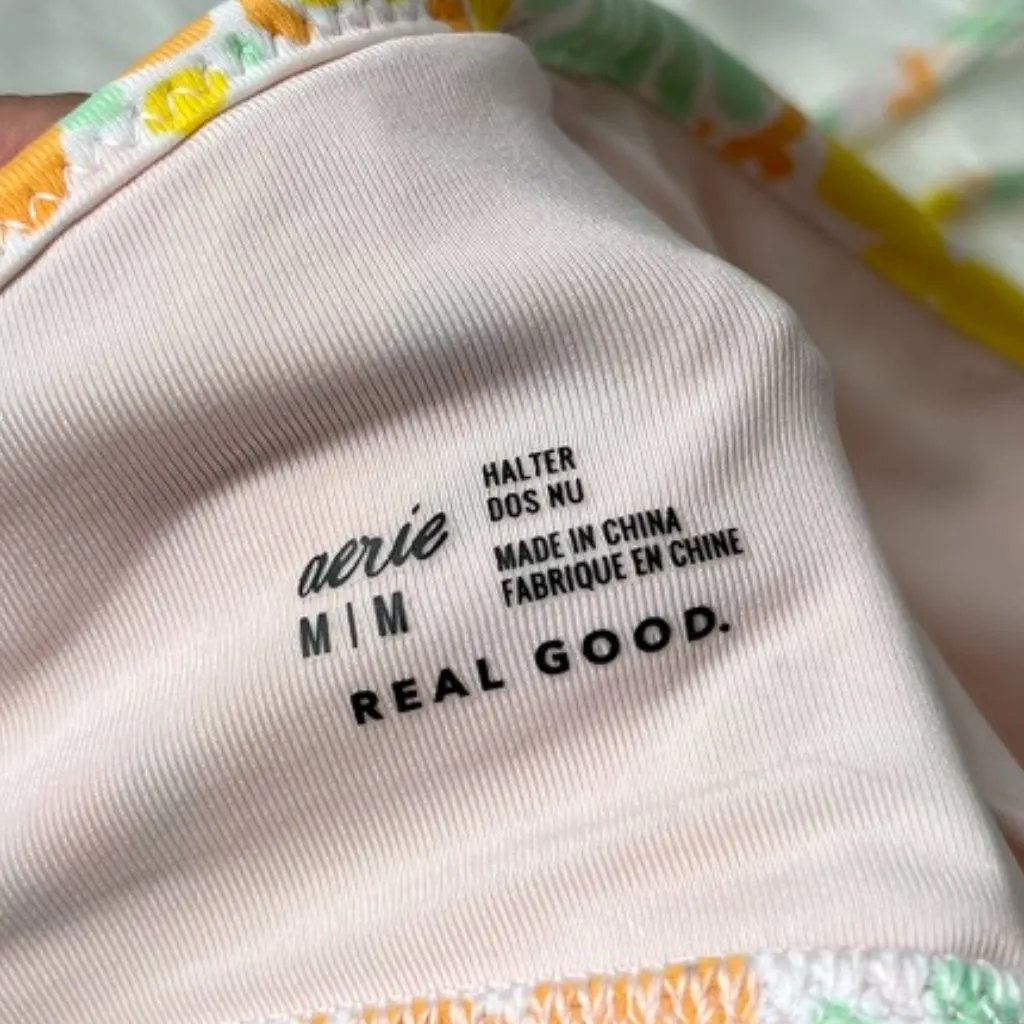 aerie
M | M
HALTER
DOS NU
MADE IN CHINA
FABRIQUE EN CHINE
REAL GOOD.